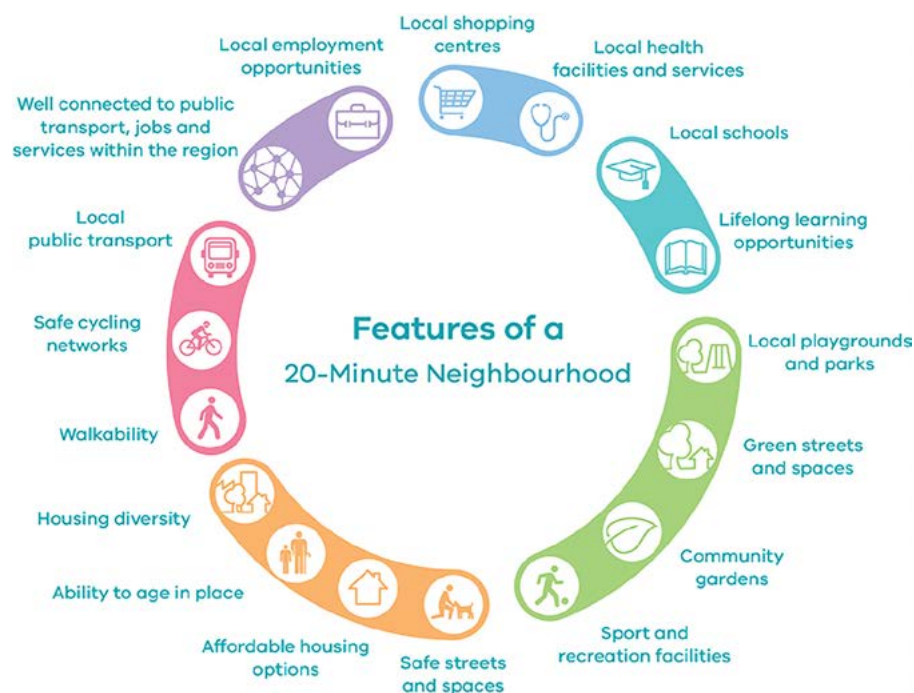 Features of a
20-Minute Neighbourhood
Local shopping
centres
Local health
facilities and services
Local schools
Lifelong learning
opportunities
Local playgrounds
and parks
Green streets
and spaces
Community
gardens
Sport and
recreation facilities
Safe streets
and spaces
Affordable housing
options
Ability to age in place
Housing diversity
Walkability
Safe cycling
networks
Local
public transport
Well connected to public
transport, jobs and
services within the region
Local employment
opportunities